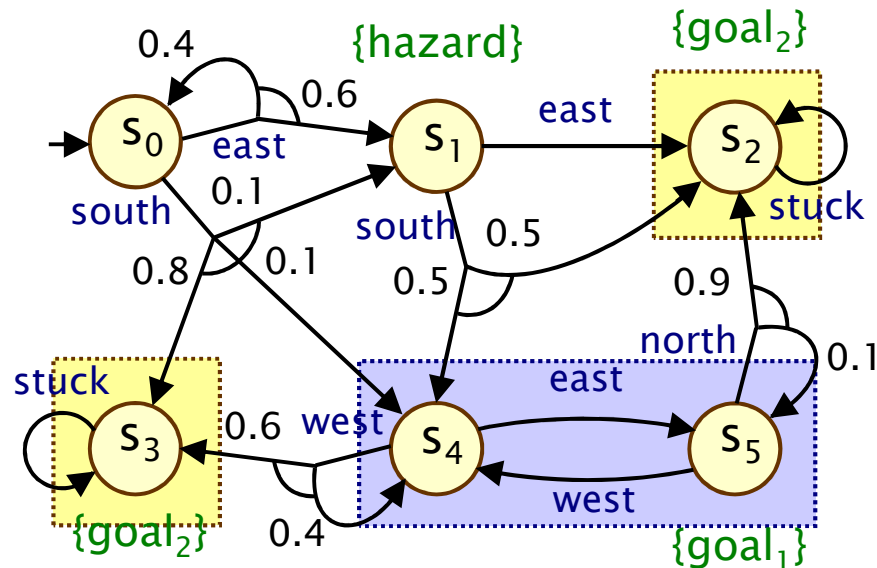 {goal₂}
{hazard}
0.4
0.6
east
s₀
s₁
s₂
east
0.1
south
south
0.5
stuck
0.8
0.1
0.5
0.9
north
0.1
stuck
east
0.6
west
s₃
s₄
s₅
west
0.4
{goal₂}
{goal₁}